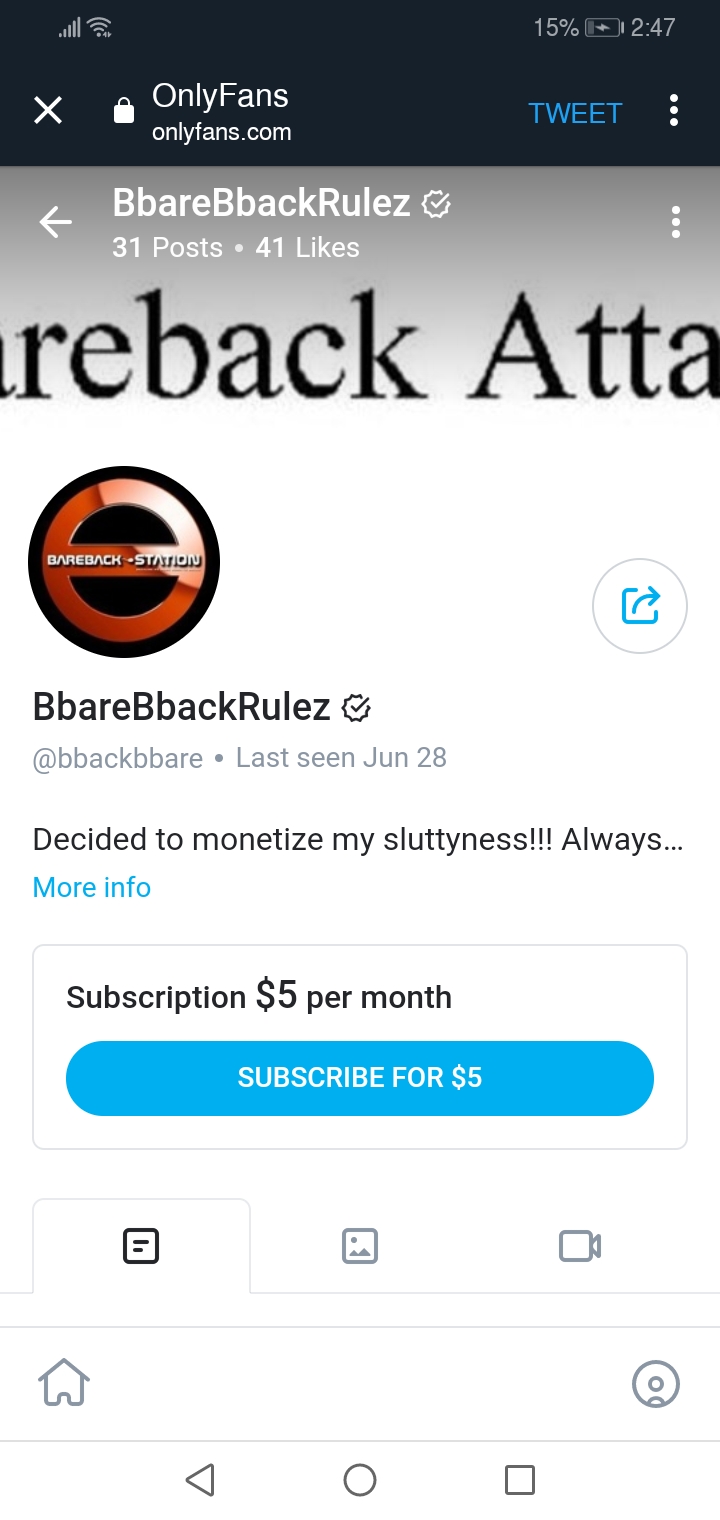 15% 2:47
OnlyFans
onlyfans.com
TWEET
BbareBbackRulez
31 Posts • 41 Likes
reback Atta
BAREBACK -STATION
BbareBbackRulez
@bbackbbare • Last seen Jun 28
Decided to monetize my sluttyness!!! Always...
More info
Subscription $5 per month
SUBSCRIBE FOR $5